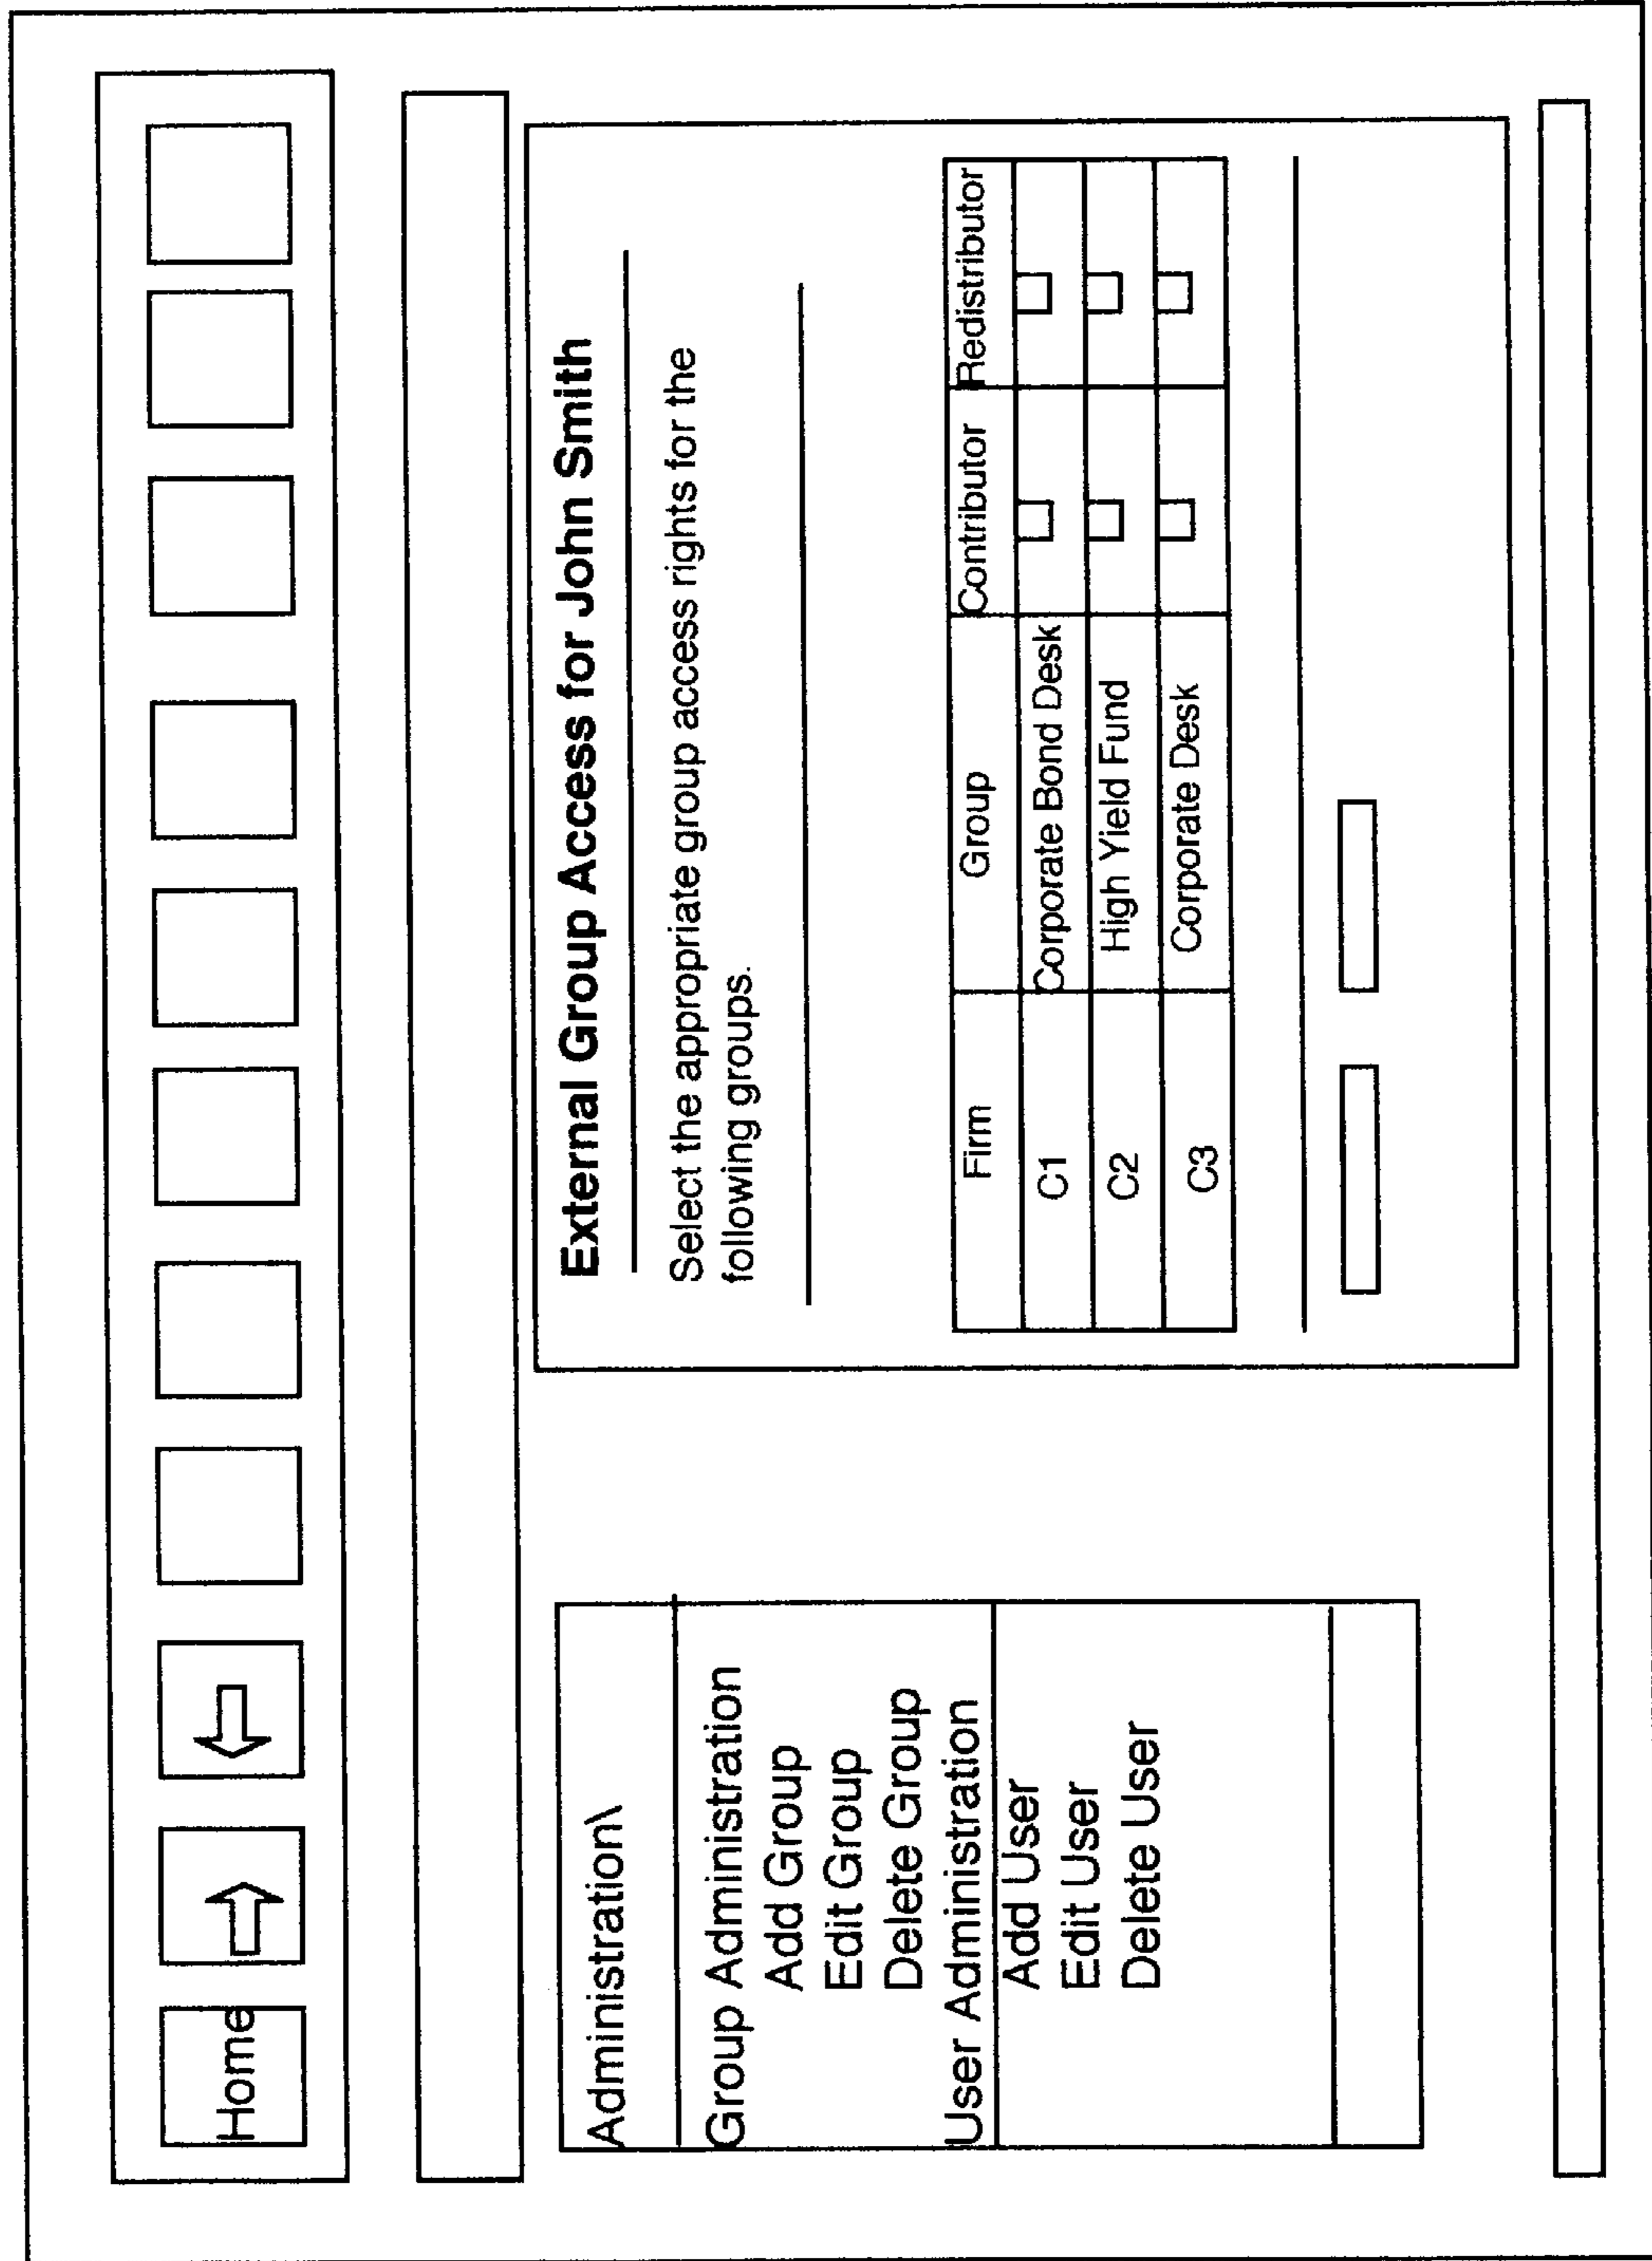 Home
Administration\
Group Administration
Add Group
Edit Group
Delete Group
User Administration
Add User
Edit User
Delete User
External Group Access for John Smith
Select the appropriate group access rights for the
following groups.
Firm Group Contributor Redistributor
C1 Corporate Bond Desk
C2 High Yield Fund
C3 Corporate Desk